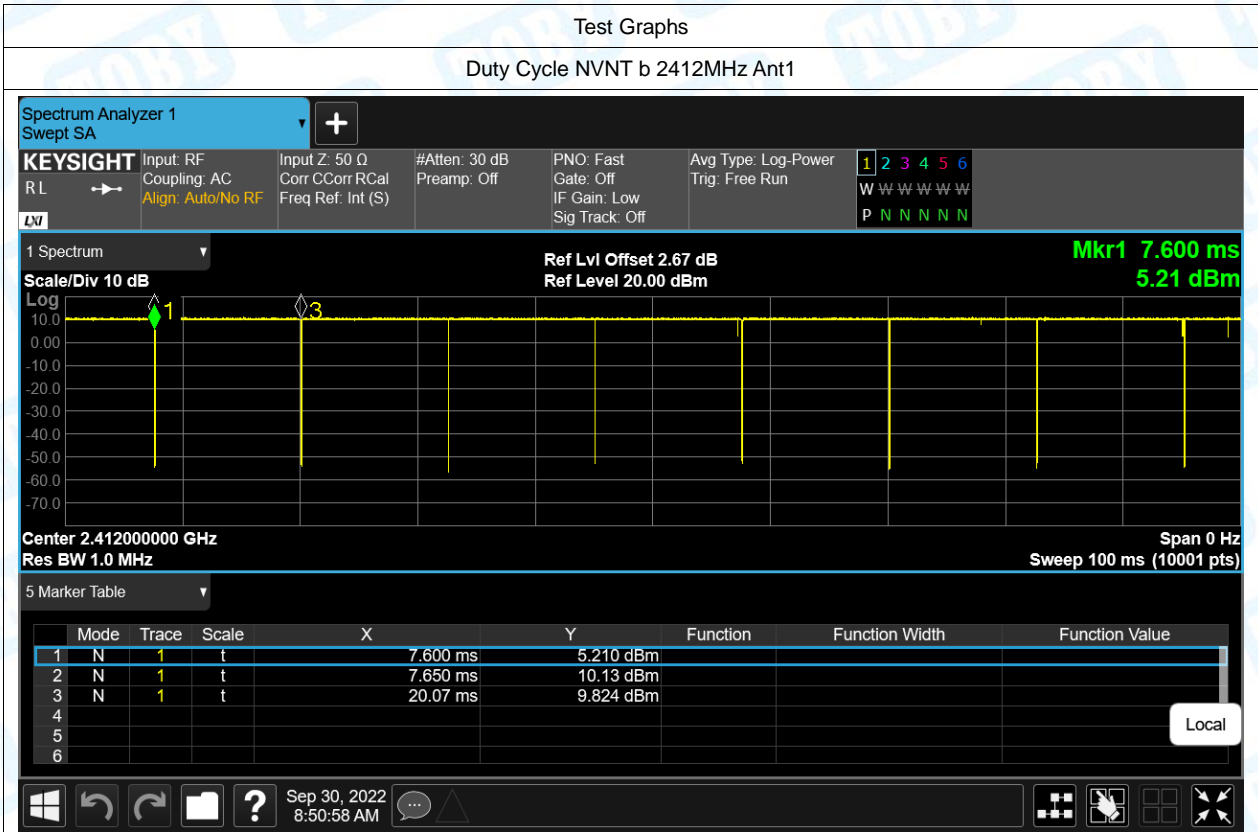 Test Graphs
Duty Cycle NVNT b 2412MHz Ant1
Spectrum Analyzer 1
Swept SA
+
KEYSIGHT
RL
LXI
Input: RF
Coupling: AC
Align: Auto/No RF
Input Z: 50 Ω
Corr CCorr RCal
Freq Ref: Int (S)
#Atten: 30 dB
Preamp: Off
PNO: Fast
Gate: Off
IF Gain: Low
Sig Track: Off
Avg Type: Log-Power
Trig: Free Run
1 2 3 4 5 6
W W W W W W
P N N N N N
1 Spectrum
Scale/Div 10 dB
Ref Lvl Offset 2.67 dB
Ref Level 20.00 dBm
Mkr1 7.600 ms
5.21 dBm
Log
1
3
10.0
0.00
-10.0
-20.0
-30.0
-40.0
-50.0
-60.0
-70.0
Center 2.412000000 GHz
Span 0 Hz
Res BW 1.0 MHz
Sweep 100 ms (10001 pts)
5 Marker Table
Mode Trace Scale X Y Function Function Width Function Value
1 N 1 t 7.600 ms 5.210 dBm
2 N 1 t 7.650 ms 10.13 dBm
3 N 1 t 20.07 ms 9.824 dBm
4
5
6
Local
?
Sep 30, 2022
8:50:58 AM
TOBY
TOBY
TOBY
TOBY